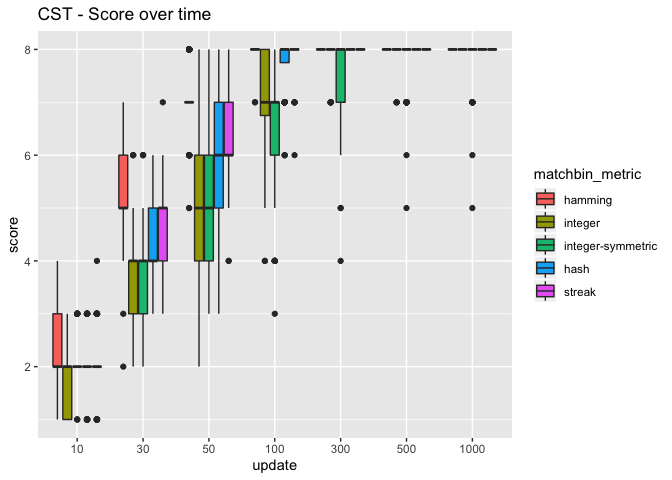 CST - Score over time
8
6
4
2
score
10 30 50 100 300 500 1000
update
matchbin_metric
hamming
integer
integer-symmetric
hash
streak